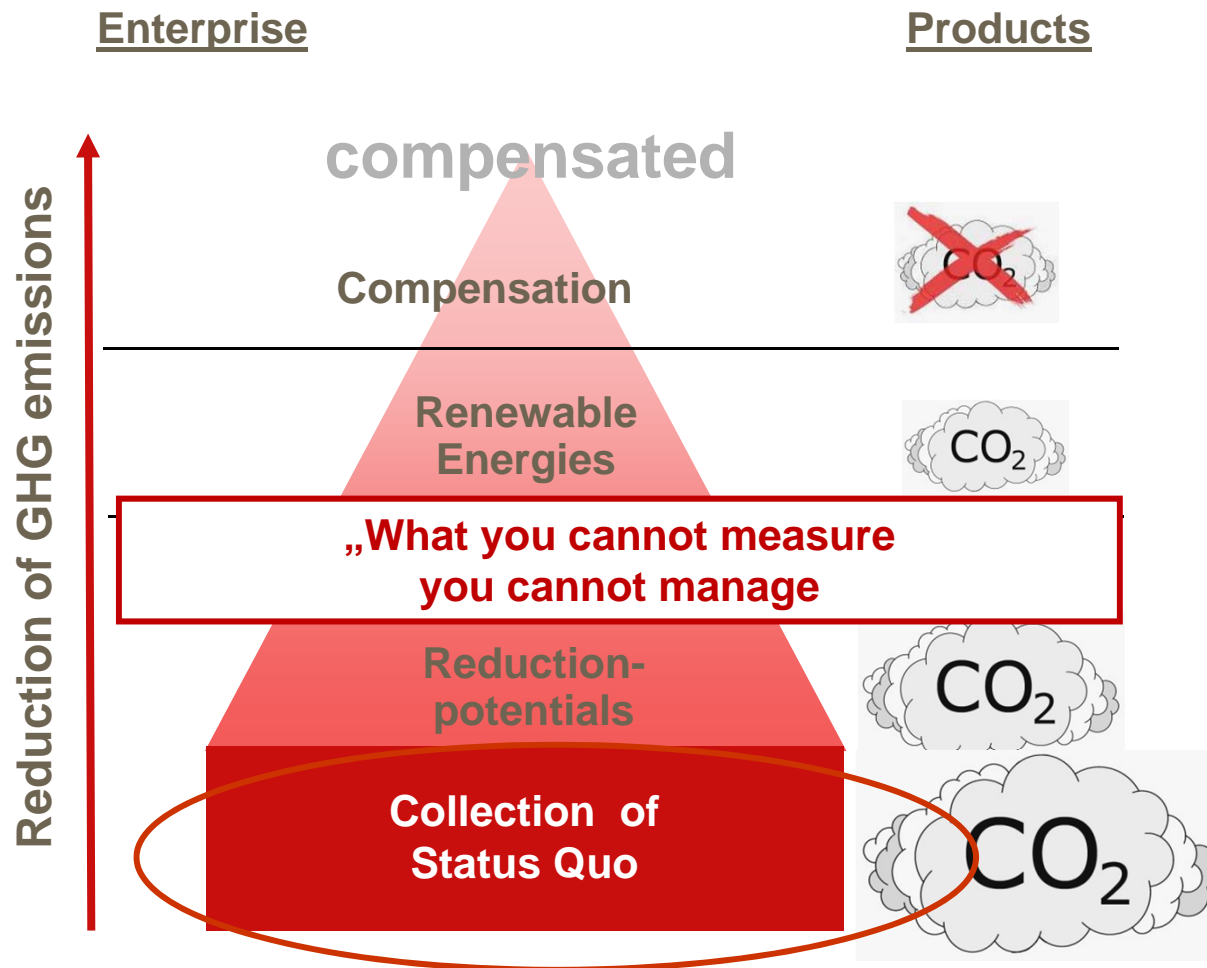 Enterprise
Products
Reduction of GHG emissions
compensated
Compensation
CO₂
Renewable
Energies
CO₂
„What you cannot measure
you cannot manage
Reduction-
potentials
CO₂
Collection of
Status Quo
CO₂